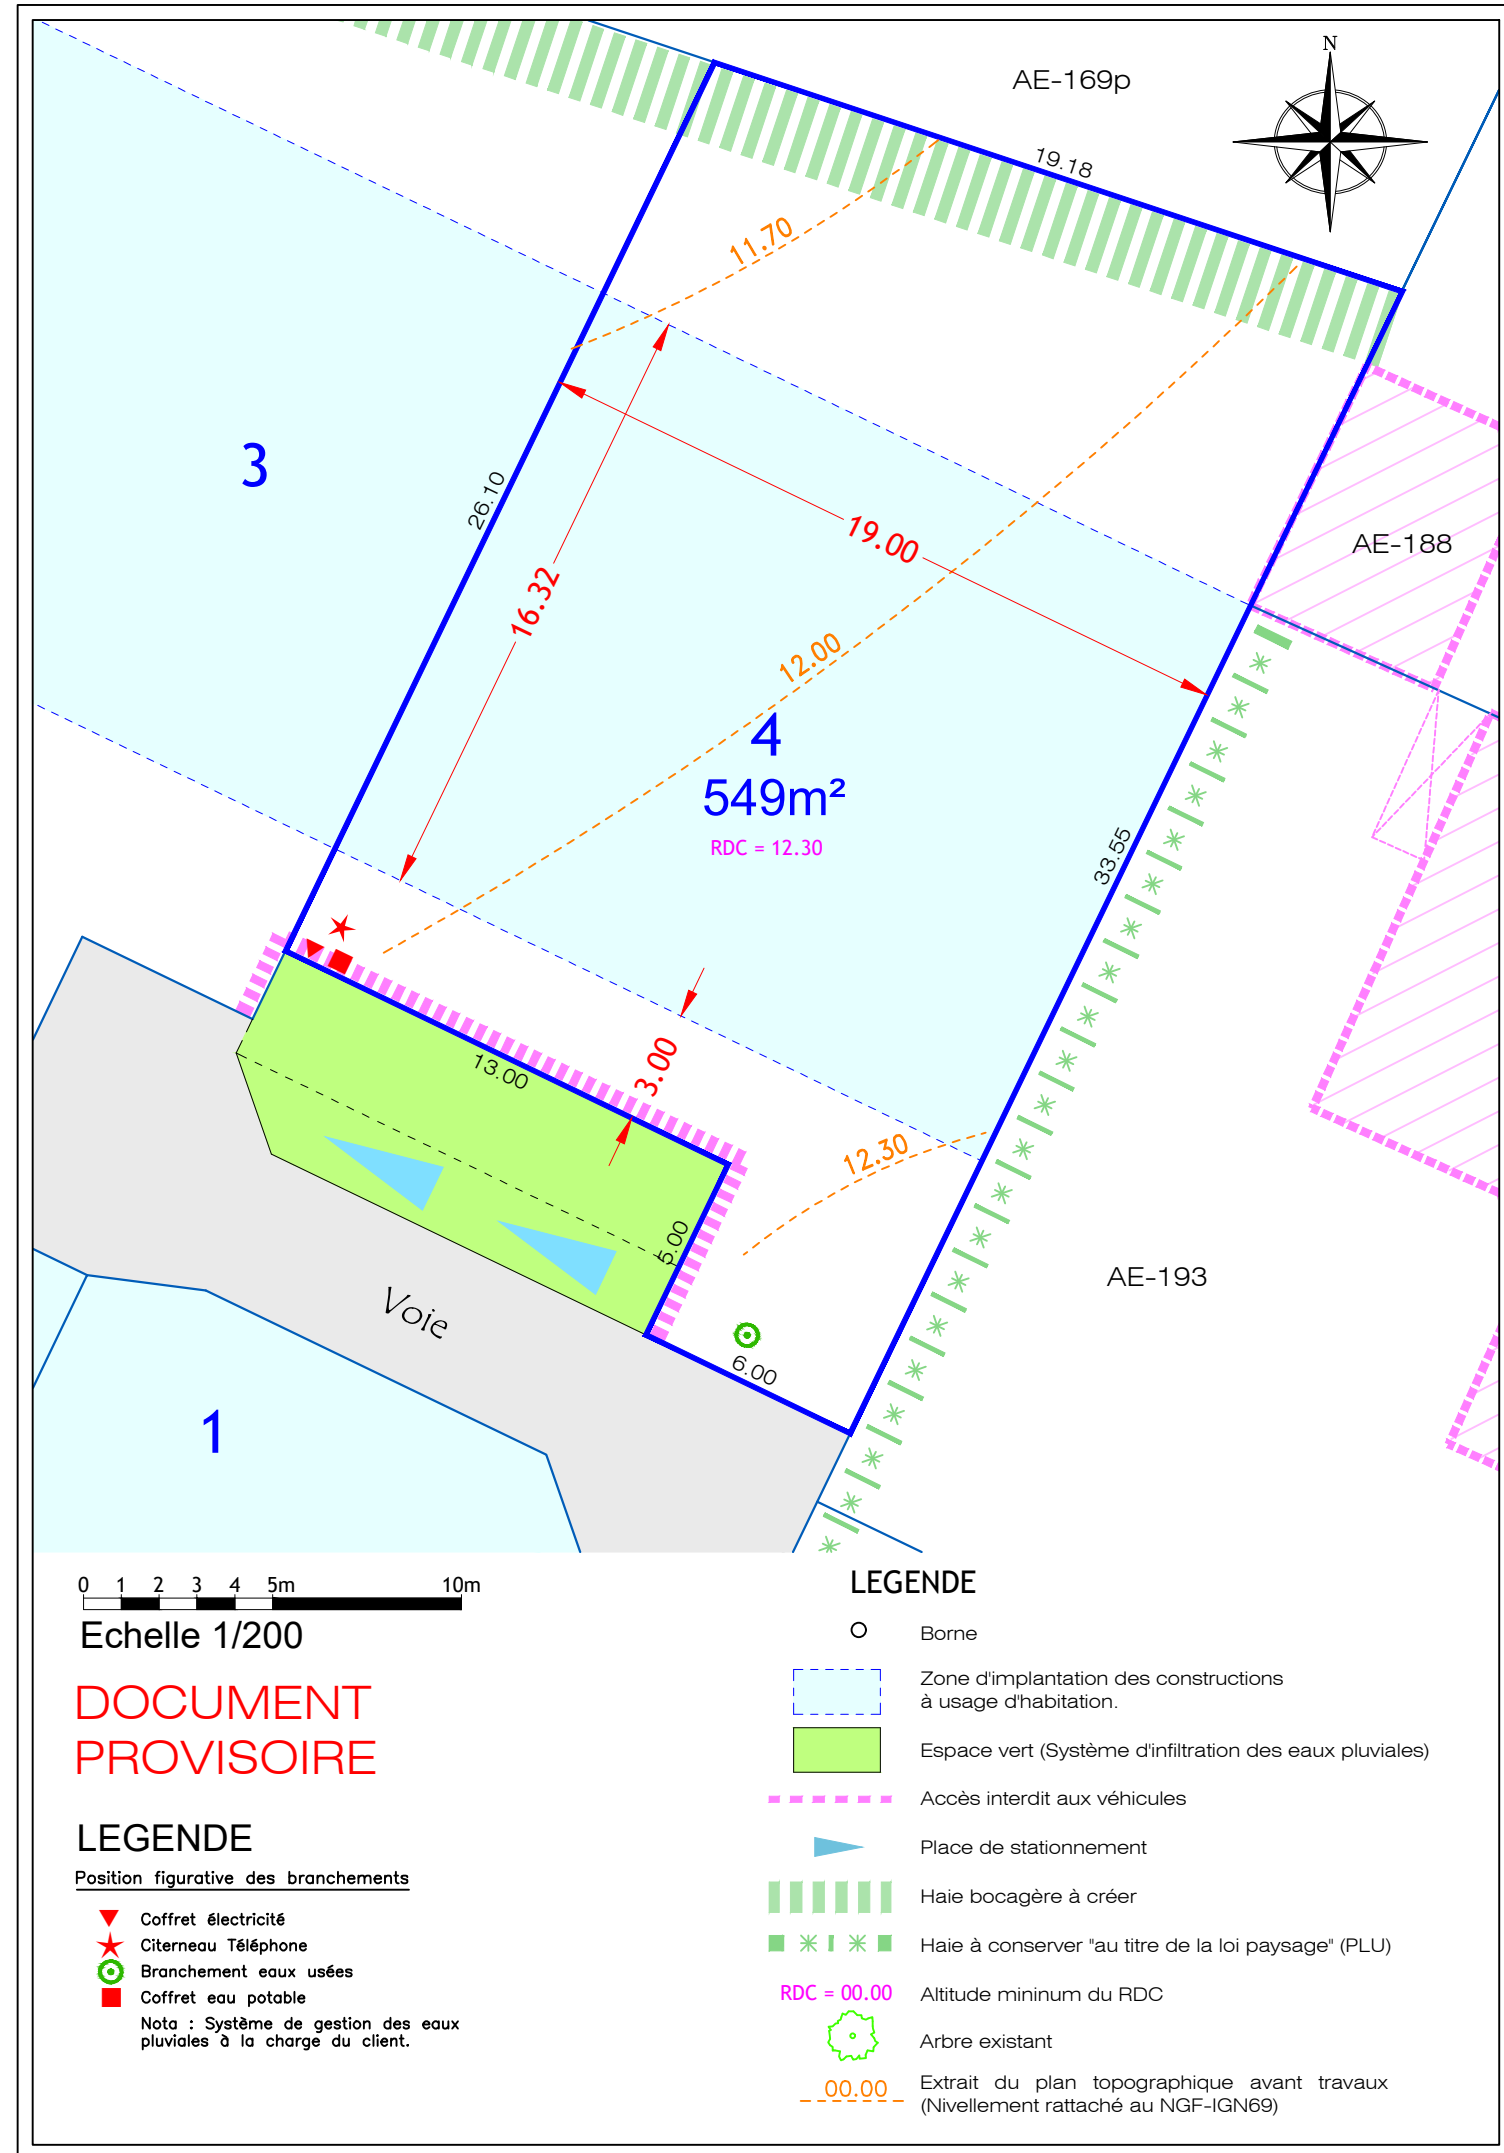 N
AE-169p
19.18
11.70
3
26.10
19.00
AE-188
16.32
12.00
4
549m²
RDC = 12.30
33.55
3.00
13.00
12.30
5.00
AE-193
Voie
6.00
1
0 1 2 3 4 5m 10m
Echelle 1/200
DOCUMENT
PROVISOIRE
LEGENDE
Position figurative des branchements
Coffret électricité
Citerneau Téléphone
Branchement eaux usées
Coffret eau potable
Nota : Système de gestion des eaux
pluviales à la charge du client.
LEGENDE
Borne
Zone d'implantation des constructions
à usage d'habitation.
Espace vert (Système d'infiltration des eaux pluviales)
Accès interdit aux véhicules
Place de stationnement
Haie bocagère à créer
Haie à conserver "au titre de la loi paysage" (PLU)
RDC = 00.00 Altitude mininum du RDC
Arbre existant
00.00 Extrait du plan topographique avant travaux
(Nivellement rattaché au NGF-IGN69)